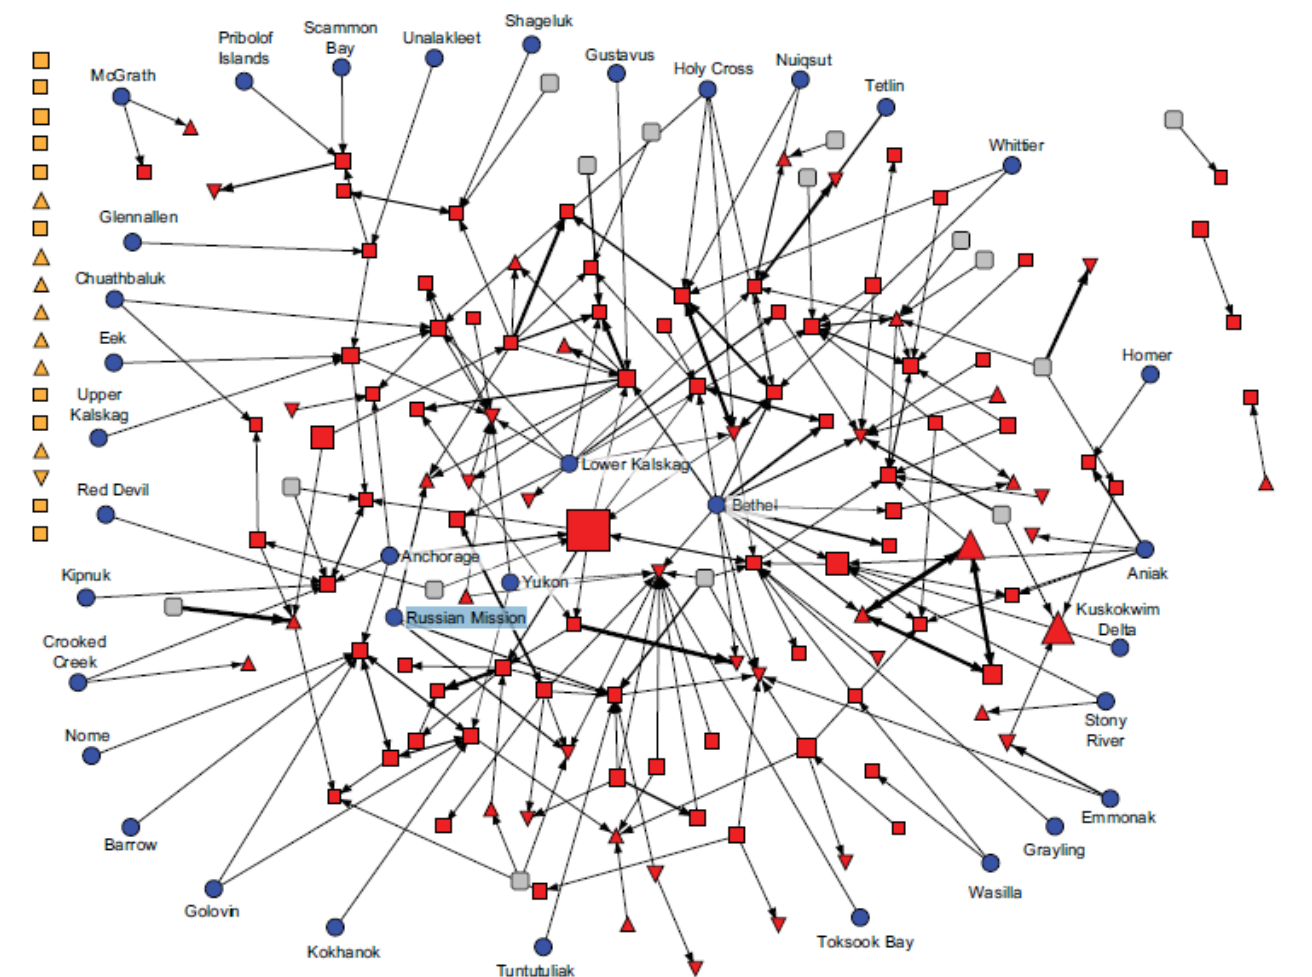 Shageluk
Scammon
Bay
Pribolof
Islands
Unalakleet
Gustavus
Holy Cross
Nuiqsut
McGrath
Tetlin
Whittier
Glennallen
Chuathbaluk
Eek
Homer
Upper
Kalskag
Lower Kalskag
Red Devil
Bethel
Anchorage
Kipnuk
Yukon
Aniak
Russian Mission
Kuskokwim
Delta
Crooked
Creek
Stony
River
Nome
Emmonak
Barrow
Grayling
Wasilla
Golovin
Toksook Bay
Kokhanok
Tuntutuliak